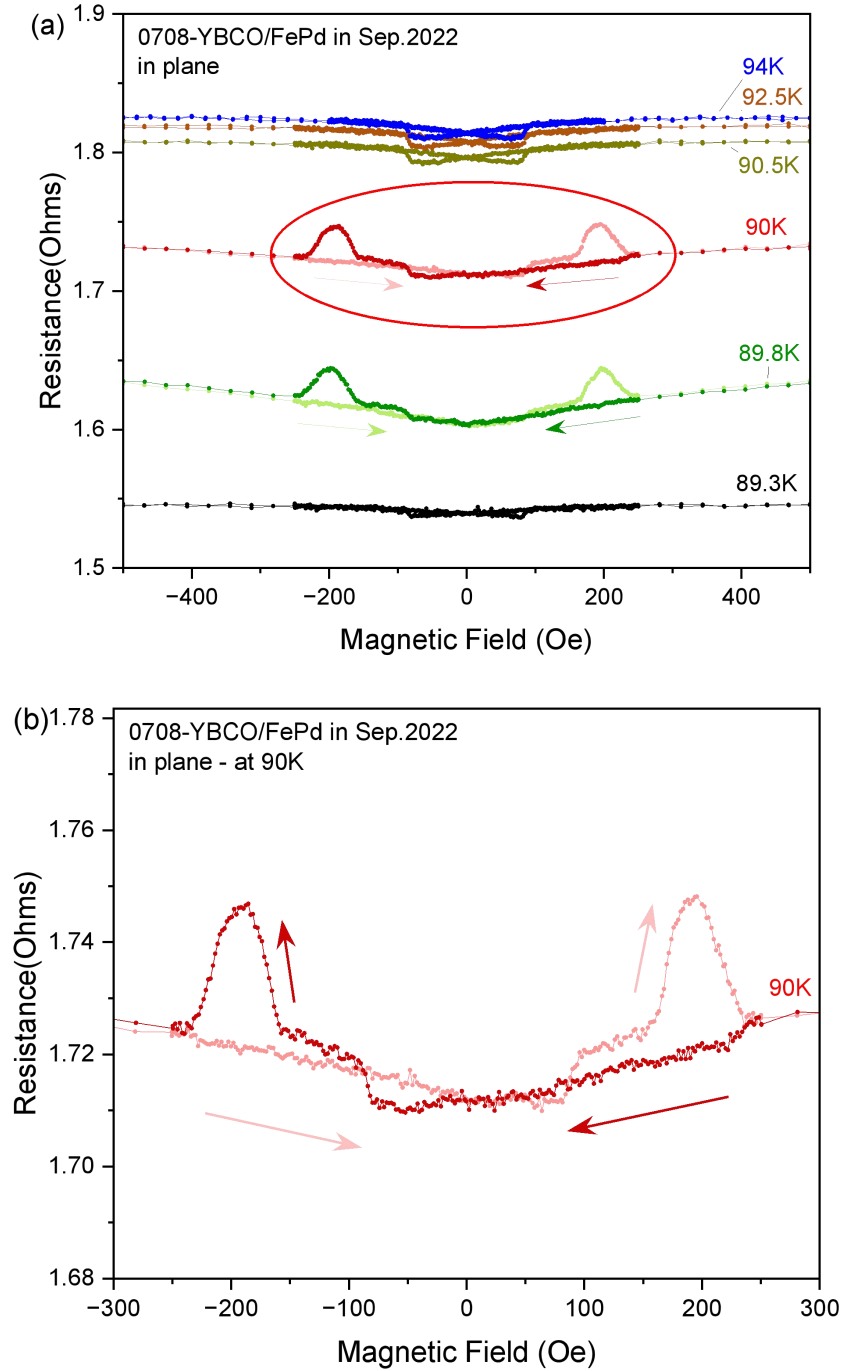 (a)
1.9
0708-YBCO/FePd in Sep.2022
in plane
94K
92.5K
1.8
90.5K
90K
1.7
Resistance(Ohms)
89.8K
1.6
89.3K
1.5
−400
−200
0
200
400
Magnetic Field (Oe)
(b)
1.78
0708-YBCO/FePd in Sep.2022
in plane - at 90K
1.76
1.74
90K
1.72
Resistance(Ohms)
1.70
1.68
−300
−200
−100
0
100
200
300
Magnetic Field (Oe)